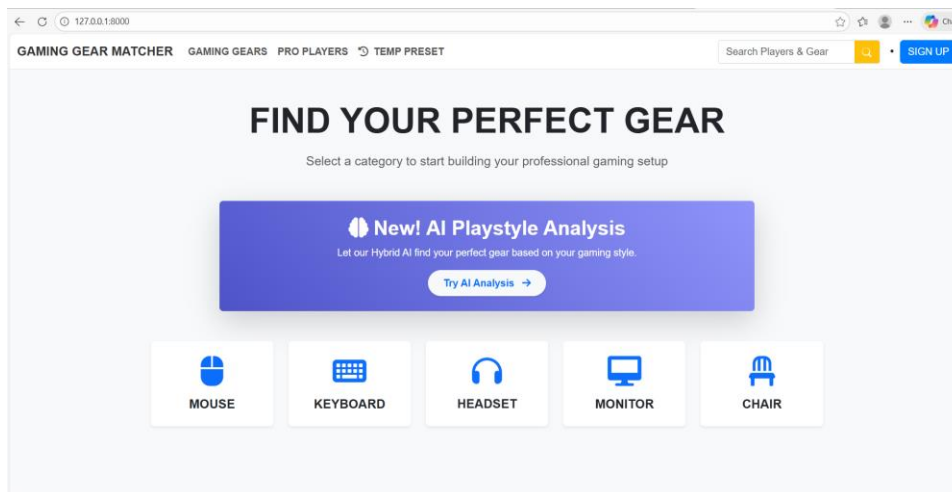 127.0.0.1:8000
GAMING GEAR MATCHER GAMING GEARS PRO PLAYERS TEMP PRESET Search Players & Gear • SIGN UP
FIND YOUR PERFECT GEAR
Select a category to start building your professional gaming setup
New! AI Playstyle Analysis
Let our Hybrid AI find your perfect gear based on your gaming style.
Try AI Analysis →
MOUSE KEYBOARD HEADSET MONITOR CHAIR